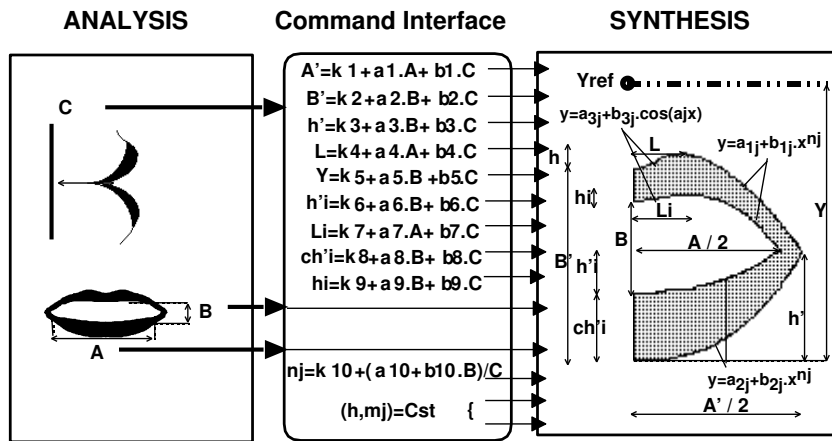 ANALYSIS
Command Interface
SYNTHESIS
C
B
A
A'=k 1+a 1.A+ b1.C
B'=k 2+a 2.B+ b2.C
h'=k 3+a 3.B+ b3.C
L=k 4+a 4.A+ b4.C
Y=k 5+a 5.B +b5.C
h'i=k 6+a 6.B+ b6.C
Li=k 7+a 7.A+ b7.C
ch'i=k 8+a 8.B+ b8.C
hi=k 9+a 9.B+ b9.C
nj=k 10+(a 10+b10.B)/C
(h,mj)=Cst {
Yref
y=a3j+b3j.cos(ajx)
L
y=a1j+b1j.x^nj
h
hi
Li
Y
B
A / 2
B'
h'i
h'
ch'i
y=a2j+b2j.x^nj
A' / 2